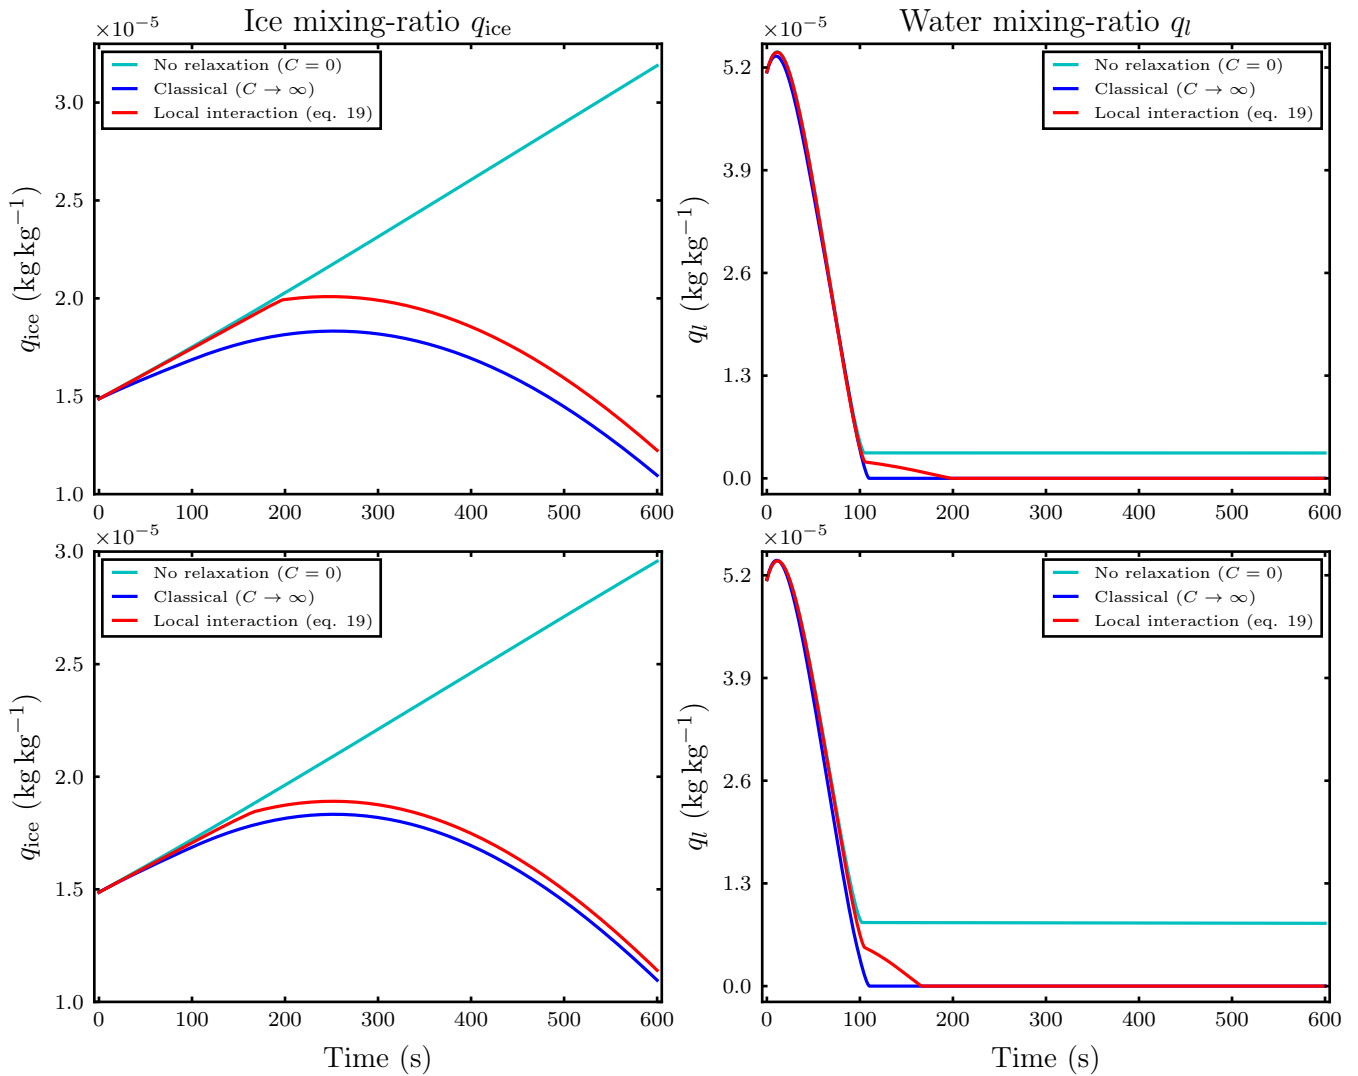 Ice mixing-ratio q_ice
×10⁻⁵
q_ice (kg kg⁻¹)
3.0
2.5
2.0
1.5
1.0
No relaxation (C = 0)
Classical (C → ∞)
Local interaction (eq. 19)
0 100 200 300 400 500 600
Water mixing-ratio q_l
×10⁻⁵
q_l (kg kg⁻¹)
5.2
3.9
2.6
1.3
0.0
No relaxation (C = 0)
Classical (C → ∞)
Local interaction (eq. 19)
0 100 200 300 400 500 600
×10⁻⁵
q_ice (kg kg⁻¹)
3.0
2.5
2.0
1.5
1.0
No relaxation (C = 0)
Classical (C → ∞)
Local interaction (eq. 19)
0 100 200 300 400 500 600
Time (s)
×10⁻⁵
q_l (kg kg⁻¹)
5.2
3.9
2.6
1.3
0.0
No relaxation (C = 0)
Classical (C → ∞)
Local interaction (eq. 19)
0 100 200 300 400 500 600
Time (s)